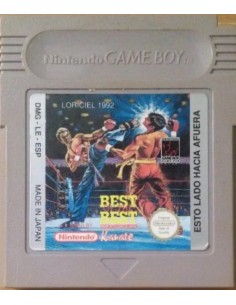 Nintendo GAME BOY
LORICIEL 1992
DMG - LE - ESP
MADE IN JAPAN
ESTO LADO HACIA AFUERA
BEST
BEST
Karate
Nintendo